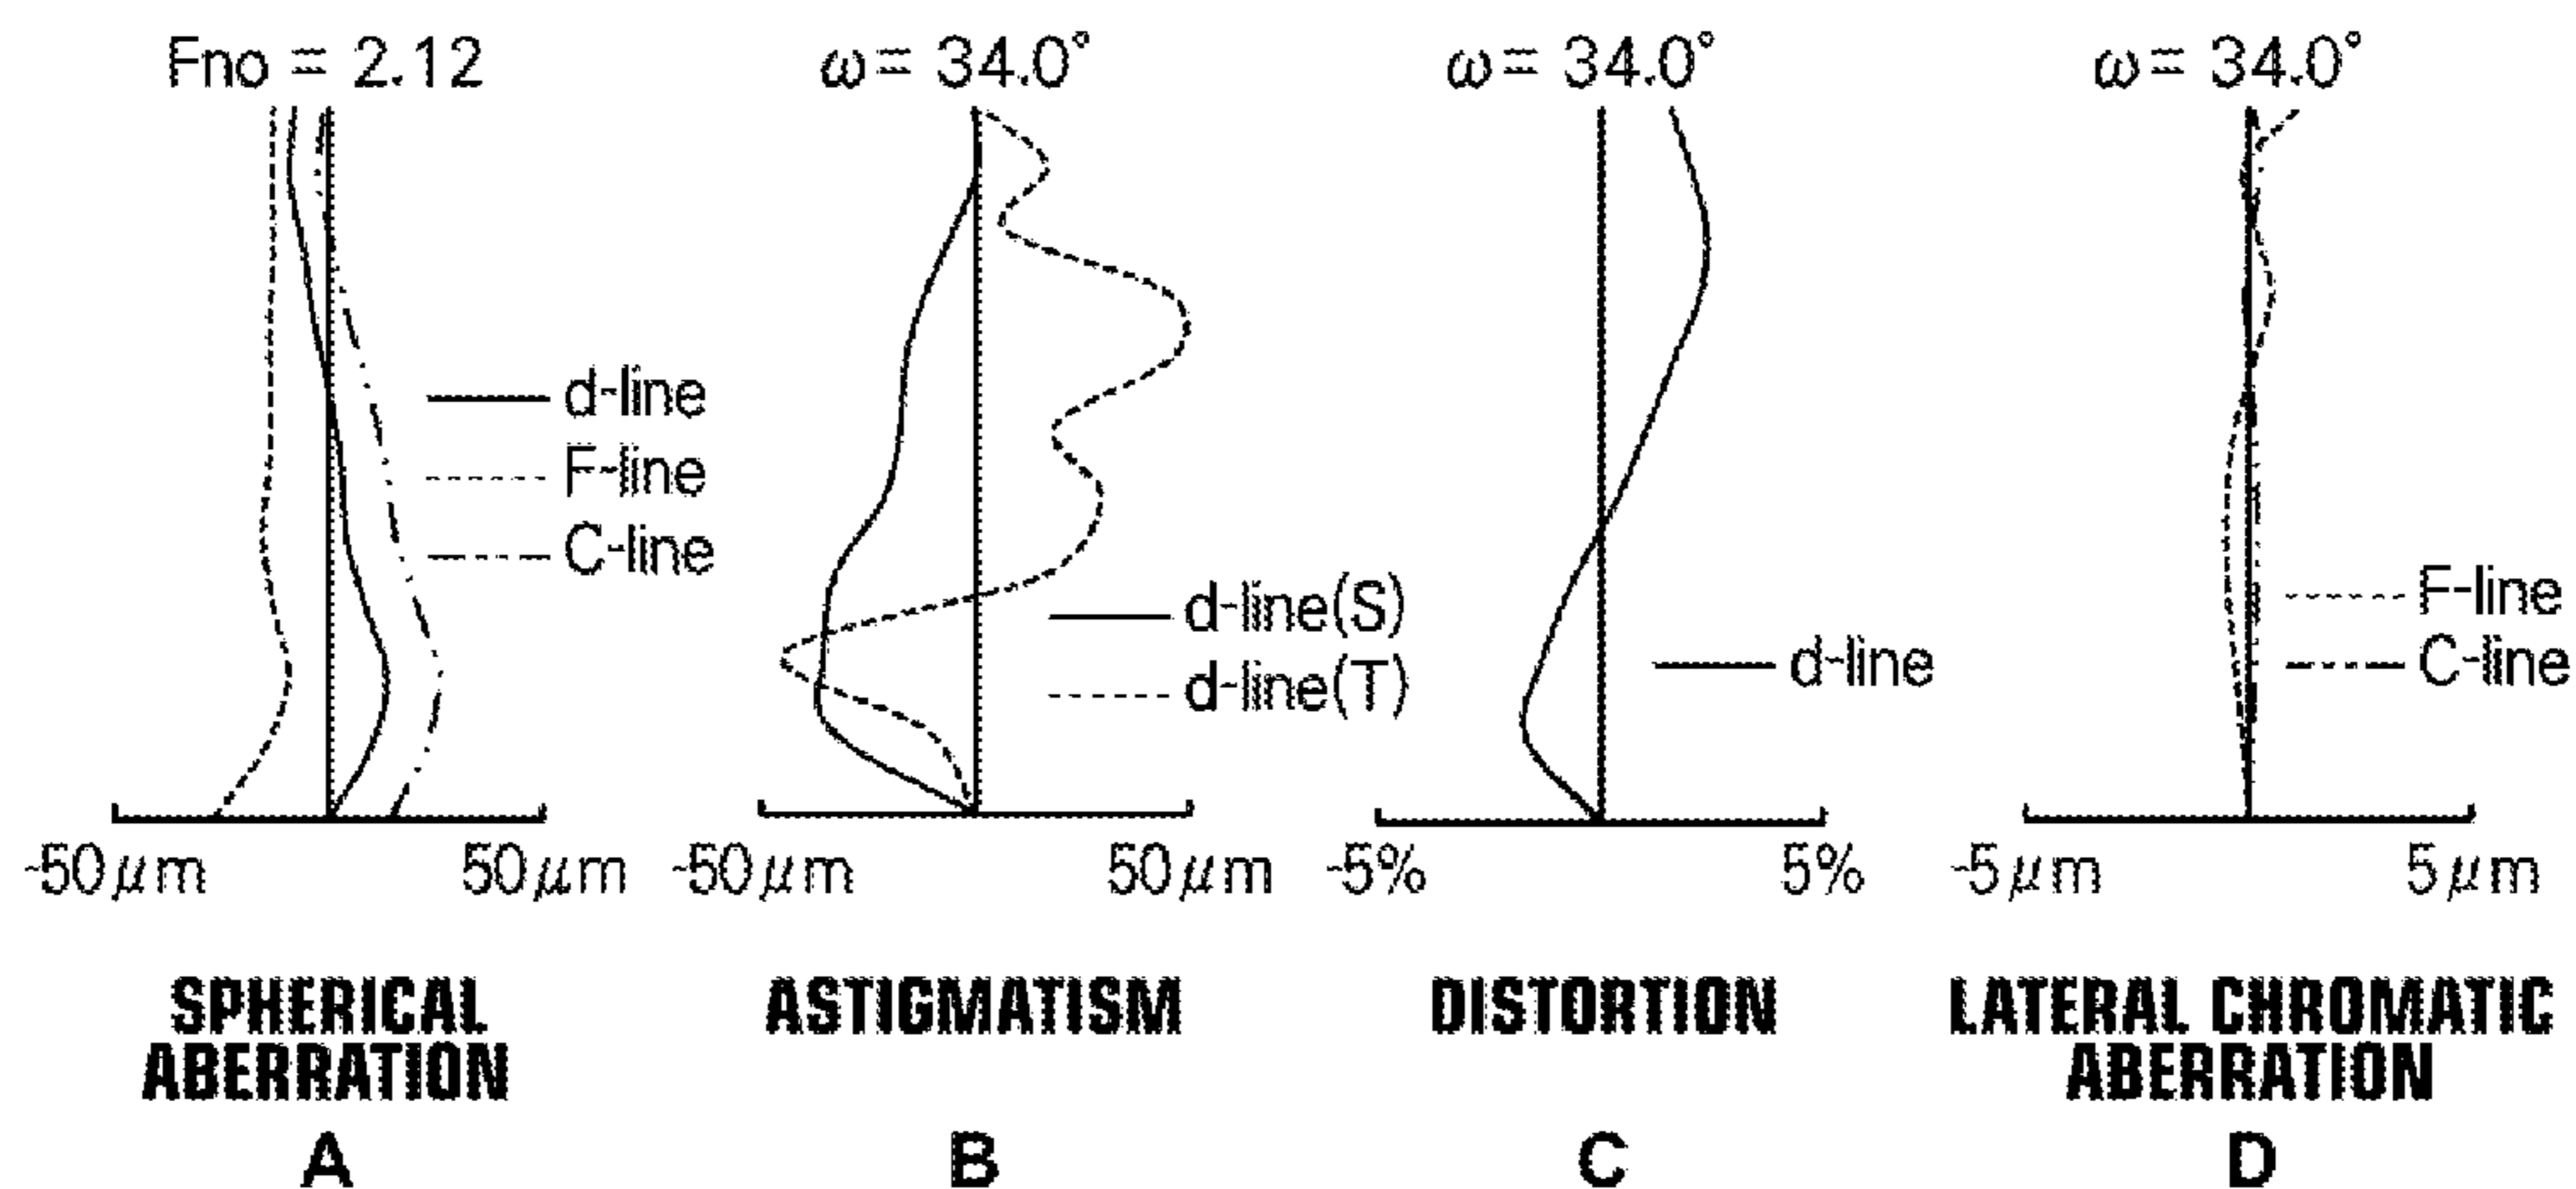 Fno = 2.12
d-line
F-line
C-line
-50μm 50μm
SPHERICAL
ABERRATION
A
ω= 34.0°
d-line(S)
d-line(T)
-50μm 50μm
ASTIGMATISM
B
ω= 34.0°
d-line
-5% 5%
DISTORTION
C
ω= 34.0°
F-line
C-line
-5μm 5μm
LATERAL CHROMATIC
ABERRATION
D